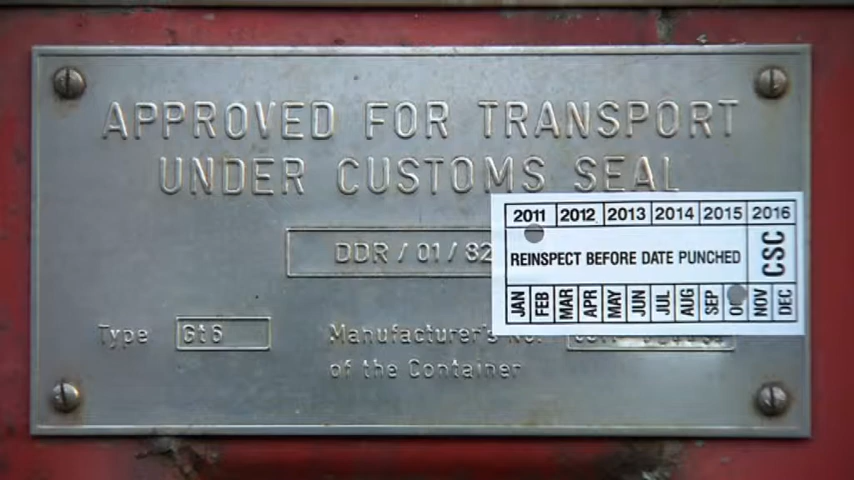 APPROVED FOR TRANSPORT
UNDER CUSTOMS SEAL
DDR / 01 / 82
Type Gt6
Manufacturer's No.
of the Container
2011 2012 2013 2014 2015 2016
REINSPECT BEFORE DATE PUNCHED
CSC
JAN FEB MAR APR MAY JUN JUL AUG SEP NOV DEC